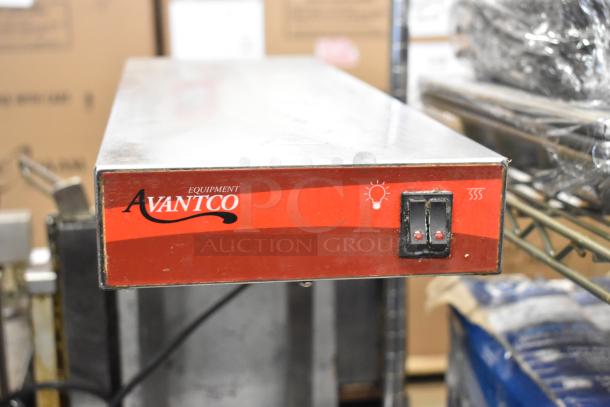 EQUIPMENT
AVANTCO
PCI
AUCTION GROUP